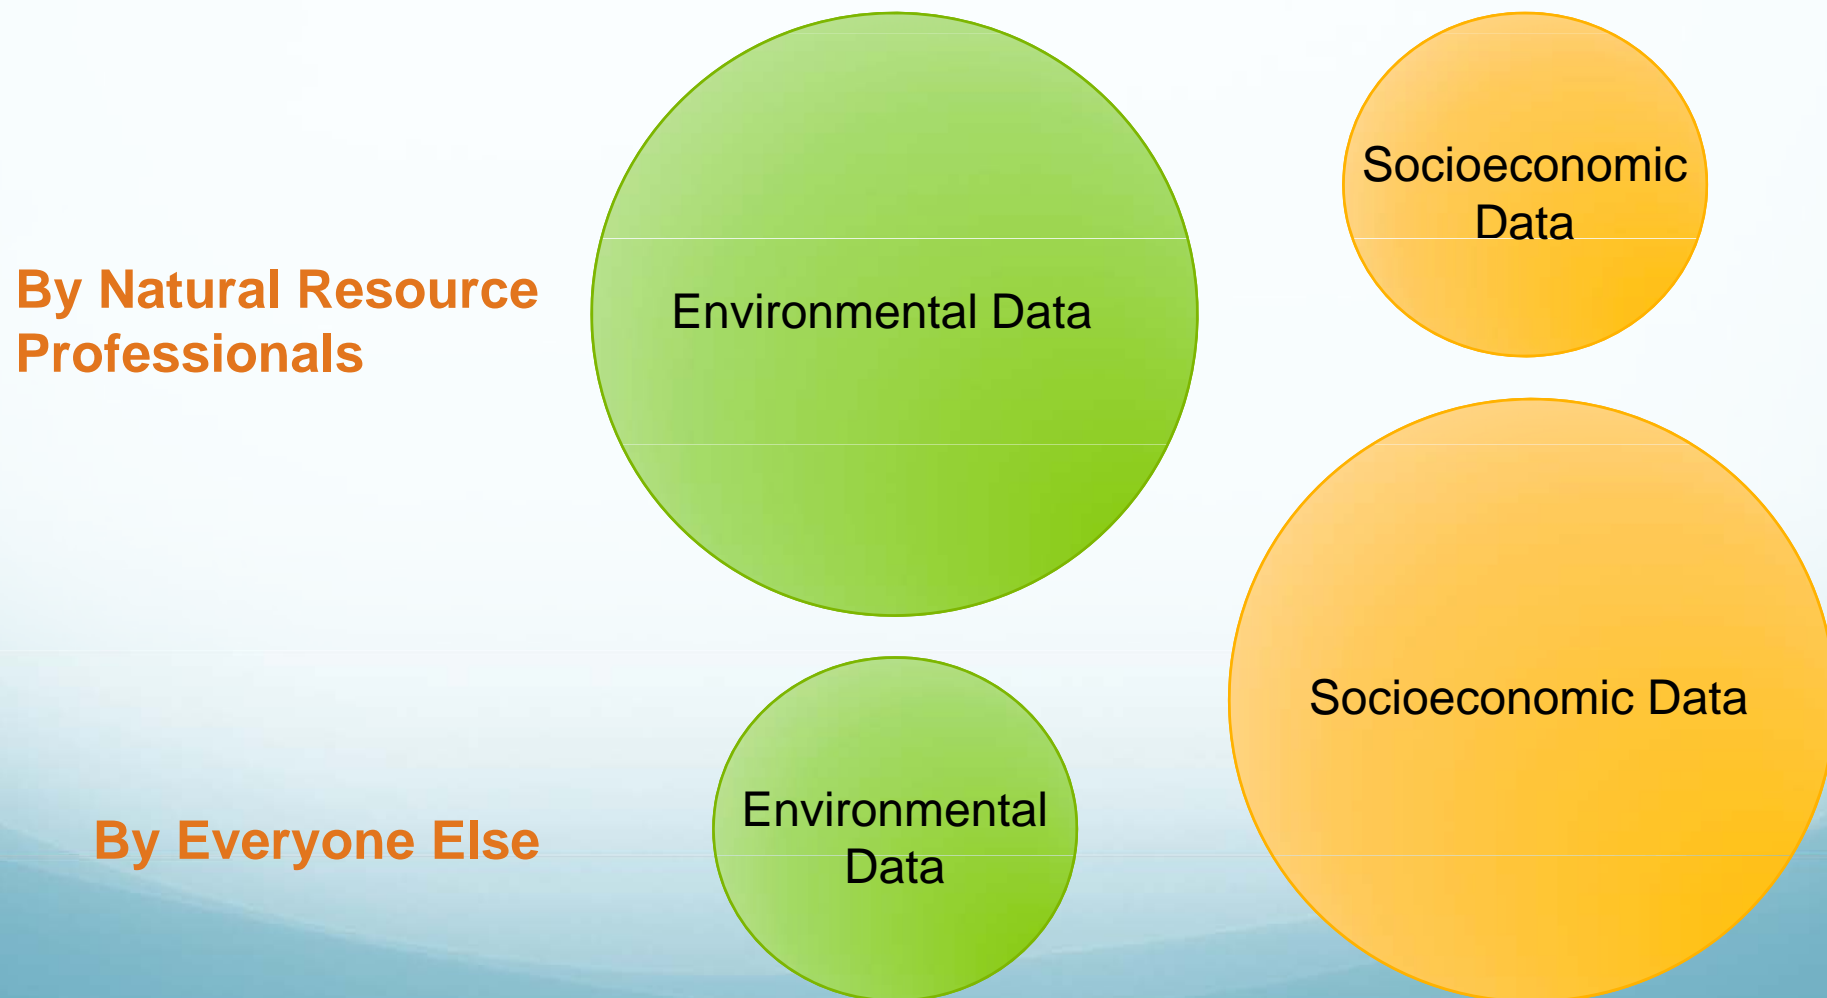 By Natural Resource
Professionals
Environmental Data
Socioeconomic
Data
By Everyone Else
Environmental
Data
Socioeconomic Data